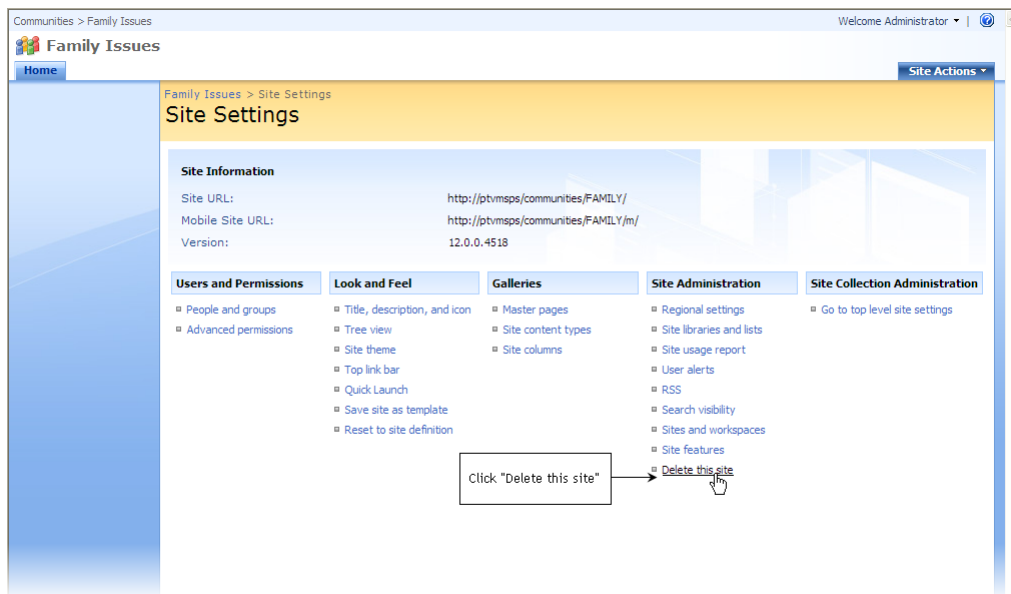 Communities > Family Issues
Welcome Administrator
Family Issues
Home
Site Actions
Family Issues > Site Settings
Site Settings
Site Information
Site URL: http://ptvmsps/communities/FAMILY/
Mobile Site URL: http://ptvmsps/communities/FAMILY/m/
Version: 12.0.0.4518
Users and Permissions
People and groups
Advanced permissions
Look and Feel
Title, description, and icon
Tree view
Site theme
Top link bar
Quick Launch
Save site as template
Reset to site definition
Galleries
Master pages
Site content types
Site columns
Site Administration
Regional settings
Site libraries and lists
Site usage report
User alerts
RSS
Search visibility
Sites and workspaces
Site features
Delete this site
Site Collection Administration
Go to top level site settings
Click "Delete this site"